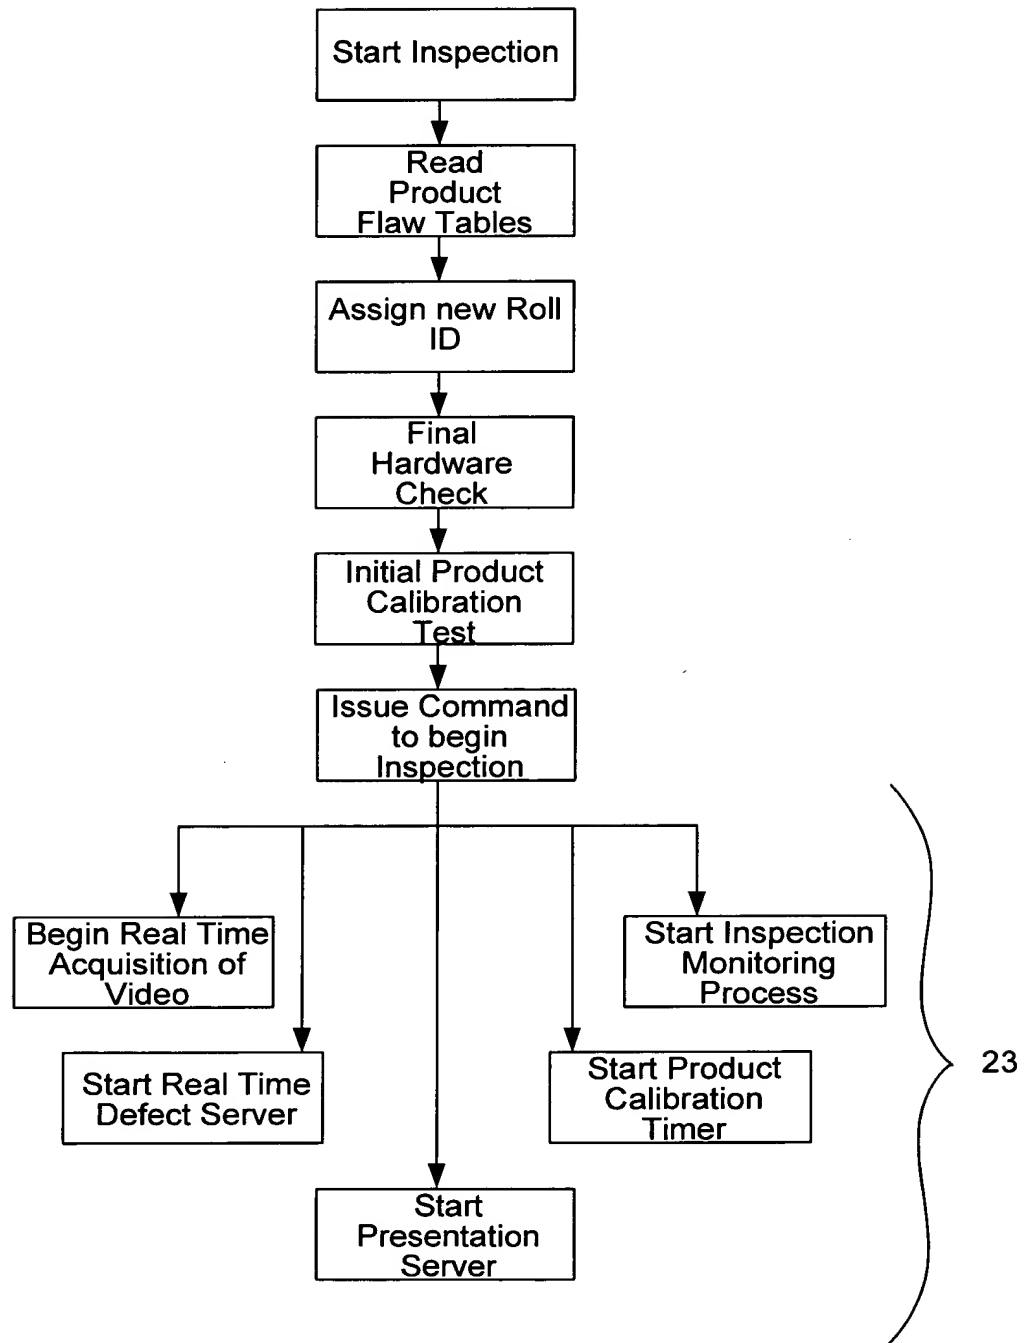 Start Inspection
Read
Product
Flaw Tables
Assign new Roll
ID
Final
Hardware
Check
Initial Product
Calibration
Test
Issue Command
to begin
Inspection
Begin Real Time
Acquisition of
Video
Start Inspection
Monitoring
Process
Start Real Time
Defect Server
Start Product
Calibration
Timer
Start
Presentation
Server
23